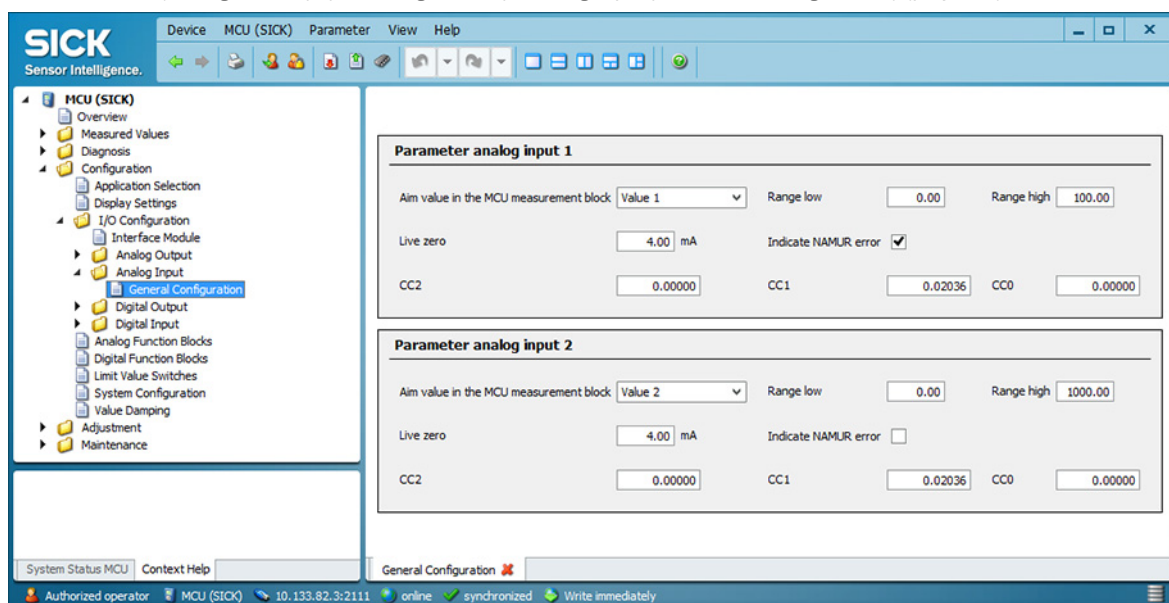 SICK
Sensor Intelligence.
Device MCU (SICK) Parameter View Help
MCU (SICK)
Overview
Measured Values
Diagnosis
Configuration
Application Selection
Display Settings
I/O Configuration
Interface Module
Analog Output
Analog Input
General Configuration
Digital Output
Digital Input
Analog Function Blocks
Digital Function Blocks
Limit Value Switches
System Configuration
Value Damping
Adjustment
Maintenance
System Status MCU Context Help
Parameter analog input 1
Aim value in the MCU measurement block Value 1 Range low 0.00 Range high 100.00
Live zero 4.00 mA Indicate NAMUR error
CC2 0.00000 CC1 0.02036 CC0 0.00000
Parameter analog input 2
Aim value in the MCU measurement block Value 2 Range low 0.00 Range high 1000.00
Live zero 4.00 mA Indicate NAMUR error
CC2 0.00000 CC1 0.02036 CC0 0.00000
General Configuration
Authorized operator MCU (SICK) 10.133.82.3:2111 online synchronized Write immediately